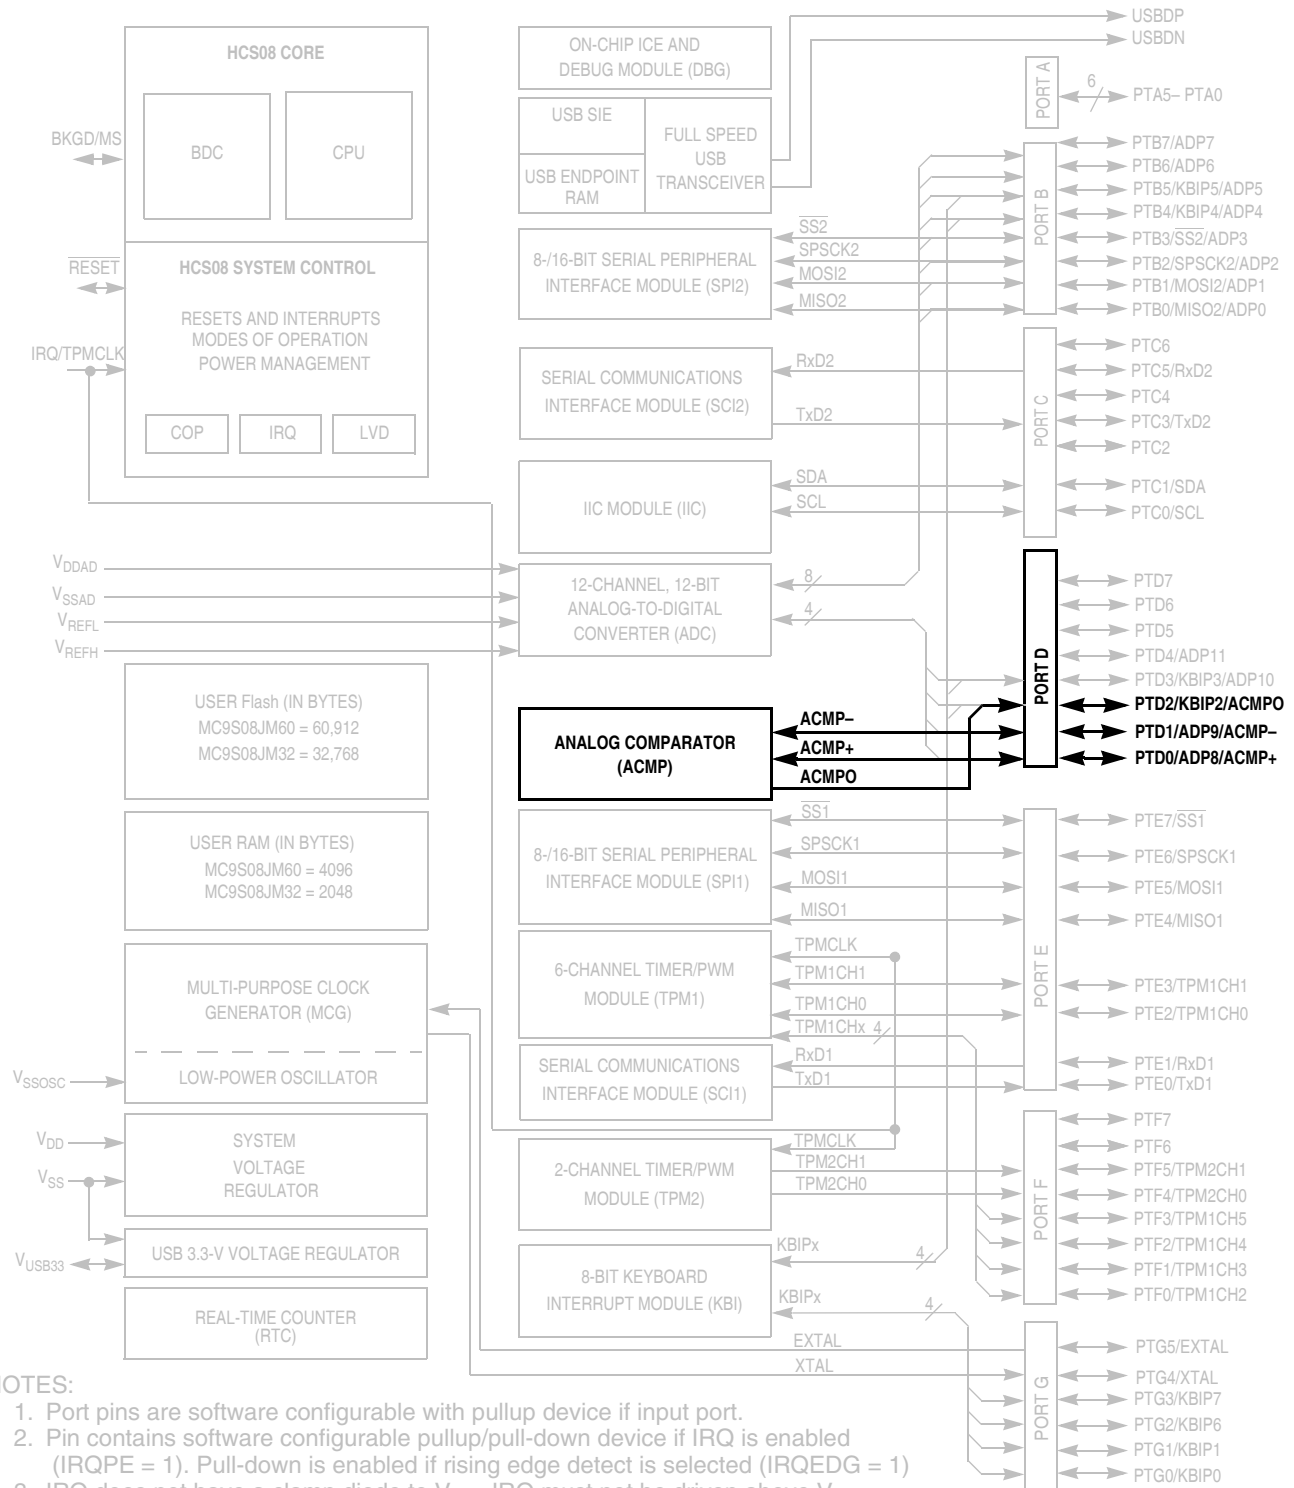 HCS08 CORE
BDC
CPU
BKGD/MS
RESET
HCS08 SYSTEM CONTROL
RESETS AND INTERRUPTS
MODES OF OPERATION
POWER MANAGEMENT
IRQ/TPMCLK
COP
IRQ
LVD
VDDAD
VSSAD
VREFL
VREFH
USER Flash (IN BYTES)
MC9S08JM60 = 60,912
MC9S08JM32 = 32,768
USER RAM (IN BYTES)
MC9S08JM60 = 4096
MC9S08JM32 = 2048
MULTI-PURPOSE CLOCK
GENERATOR (MCG)
LOW-POWER OSCILLATOR
VSSOSC
VDD
VSS
SYSTEM
VOLTAGE
REGULATOR
VUSB33
USB 3.3-V VOLTAGE REGULATOR
REAL-TIME COUNTER
(RTC)
ON-CHIP ICE AND
DEBUG MODULE (DBG)
USB SIE
USB ENDPOINT
RAM
FULL SPEED
USB
TRANSCEIVER
8-/16-BIT SERIAL PERIPHERAL
INTERFACE MODULE (SPI2)
SS2
SPSCK2
MOSI2
MISO2
SERIAL COMMUNICATIONS
INTERFACE MODULE (SCI2)
RxD2
TxD2
IIC MODULE (IIC)
SDA
SCL
12-CHANNEL, 12-BIT
ANALOG-TO-DIGITAL
CONVERTER (ADC)
8
4
ANALOG COMPARATOR
(ACMP)
ACMP–
ACMP+
ACMPO
8-/16-BIT SERIAL PERIPHERAL
INTERFACE MODULE (SPI1)
SS1
SPSCK1
MOSI1
MISO1
6-CHANNEL TIMER/PWM
MODULE (TPM1)
TPMCLK
TPM1CH1
TPM1CH0
TPM1CHx 4
SERIAL COMMUNICATIONS
INTERFACE MODULE (SCI1)
RxD1
TxD1
2-CHANNEL TIMER/PWM
MODULE (TPM2)
TPMCLK
TPM2CH1
TPM2CH0
8-BIT KEYBOARD
INTERRUPT MODULE (KBI)
KBIPx
4
KBIPx
4
EXTAL
XTAL
USBDP
USBDN
PORT A
6
PTA5– PTA0
PORT B
PTB7/ADP7
PTB6/ADP6
PTB5/KBIP5/ADP5
PTB4/KBIP4/ADP4
PTB3/SS2/ADP3
PTB2/SPSCK2/ADP2
PTB1/MOSI2/ADP1
PTB0/MISO2/ADP0
PORT C
PTC6
PTC5/RxD2
PTC4
PTC3/TxD2
PTC2
PTC1/SDA
PTC0/SCL
PORT D
PTD7
PTD6
PTD5
PTD4/ADP11
PTD3/KBIP3/ADP10
PTD2/KBIP2/ACMPO
PTD1/ADP9/ACMP–
PTD0/ADP8/ACMP+
PORT E
PTE7/SS1
PTE6/SPSCK1
PTE5/MOSI1
PTE4/MISO1
PTE3/TPM1CH1
PTE2/TPM1CH0
PTE1/RxD1
PTE0/TxD1
PORT F
PTF7
PTF6
PTF5/TPM2CH1
PTF4/TPM2CH0
PTF3/TPM1CH5
PTF2/TPM1CH4
PTF1/TPM1CH3
PTF0/TPM1CH2
PORT G
PTG5/EXTAL
PTG4/XTAL
PTG3/KBIP7
PTG2/KBIP6
PTG1/KBIP1
PTG0/KBIP0
NOTES:
1. Port pins are software configurable with pullup device if input port.
2. Pin contains software configurable pullup/pull-down device if IRQ is enabled
(IRQPE = 1). Pull-down is enabled if rising edge detect is selected (IRQEDG = 1)
3. IRQ does not have a clamp diode to V IRQ must not be driven above V